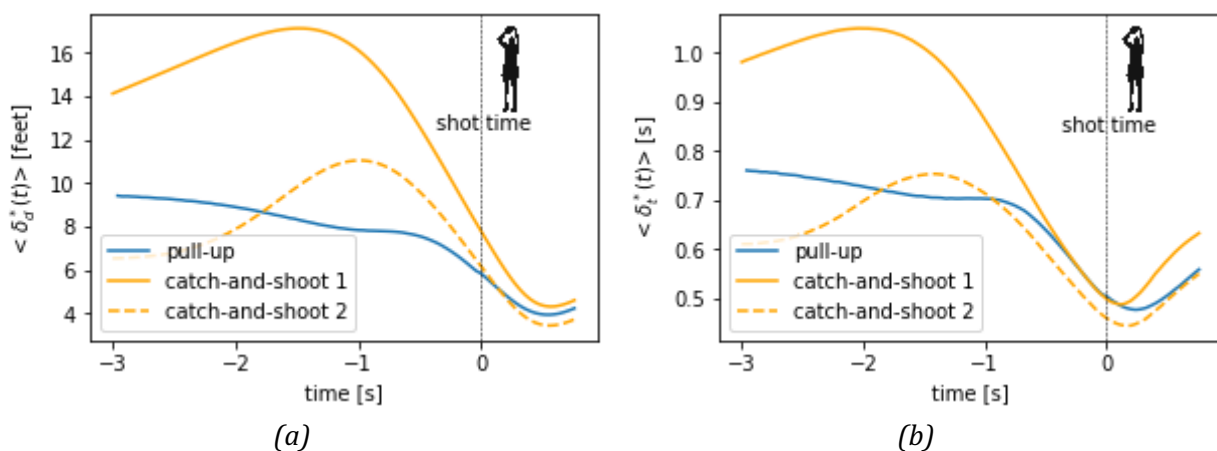 16
14
12
10
8
6
4
< δ*d(t)> [feet]
shot time
pull-up
catch-and-shoot 1
catch-and-shoot 2
−3 −2 −1 0
time [s]
(a)
1.0
0.9
0.8
0.7
0.6
0.5
< δ*t(t)> [s]
shot time
pull-up
catch-and-shoot 1
catch-and-shoot 2
−3 −2 −1 0
time [s]
(b)